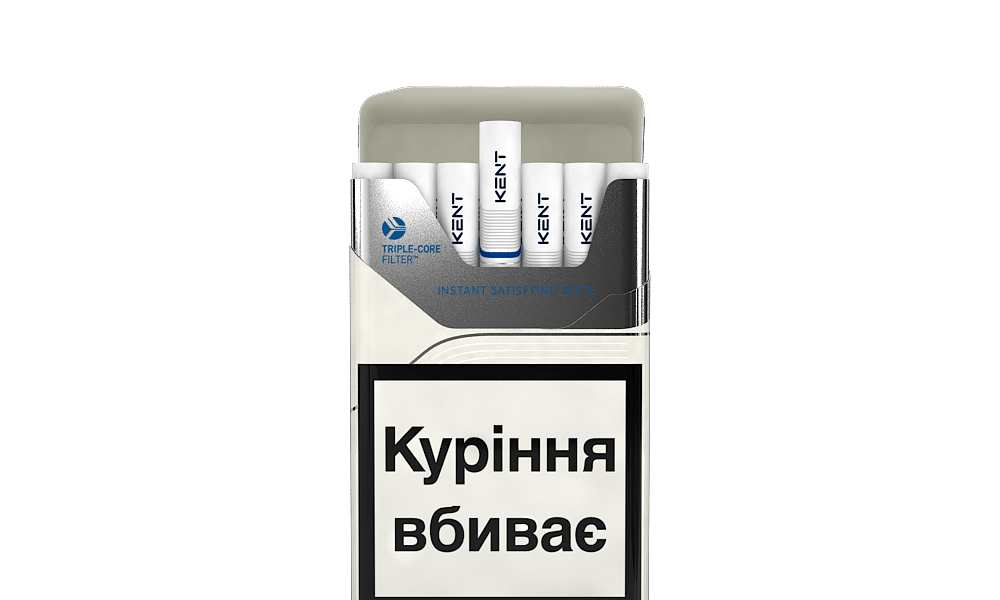 KENT
KENT
KENT
KENT
TRIPLE-CORE
FILTER™
INSTANT SATISFYING TASTE
Куріння
вбиває